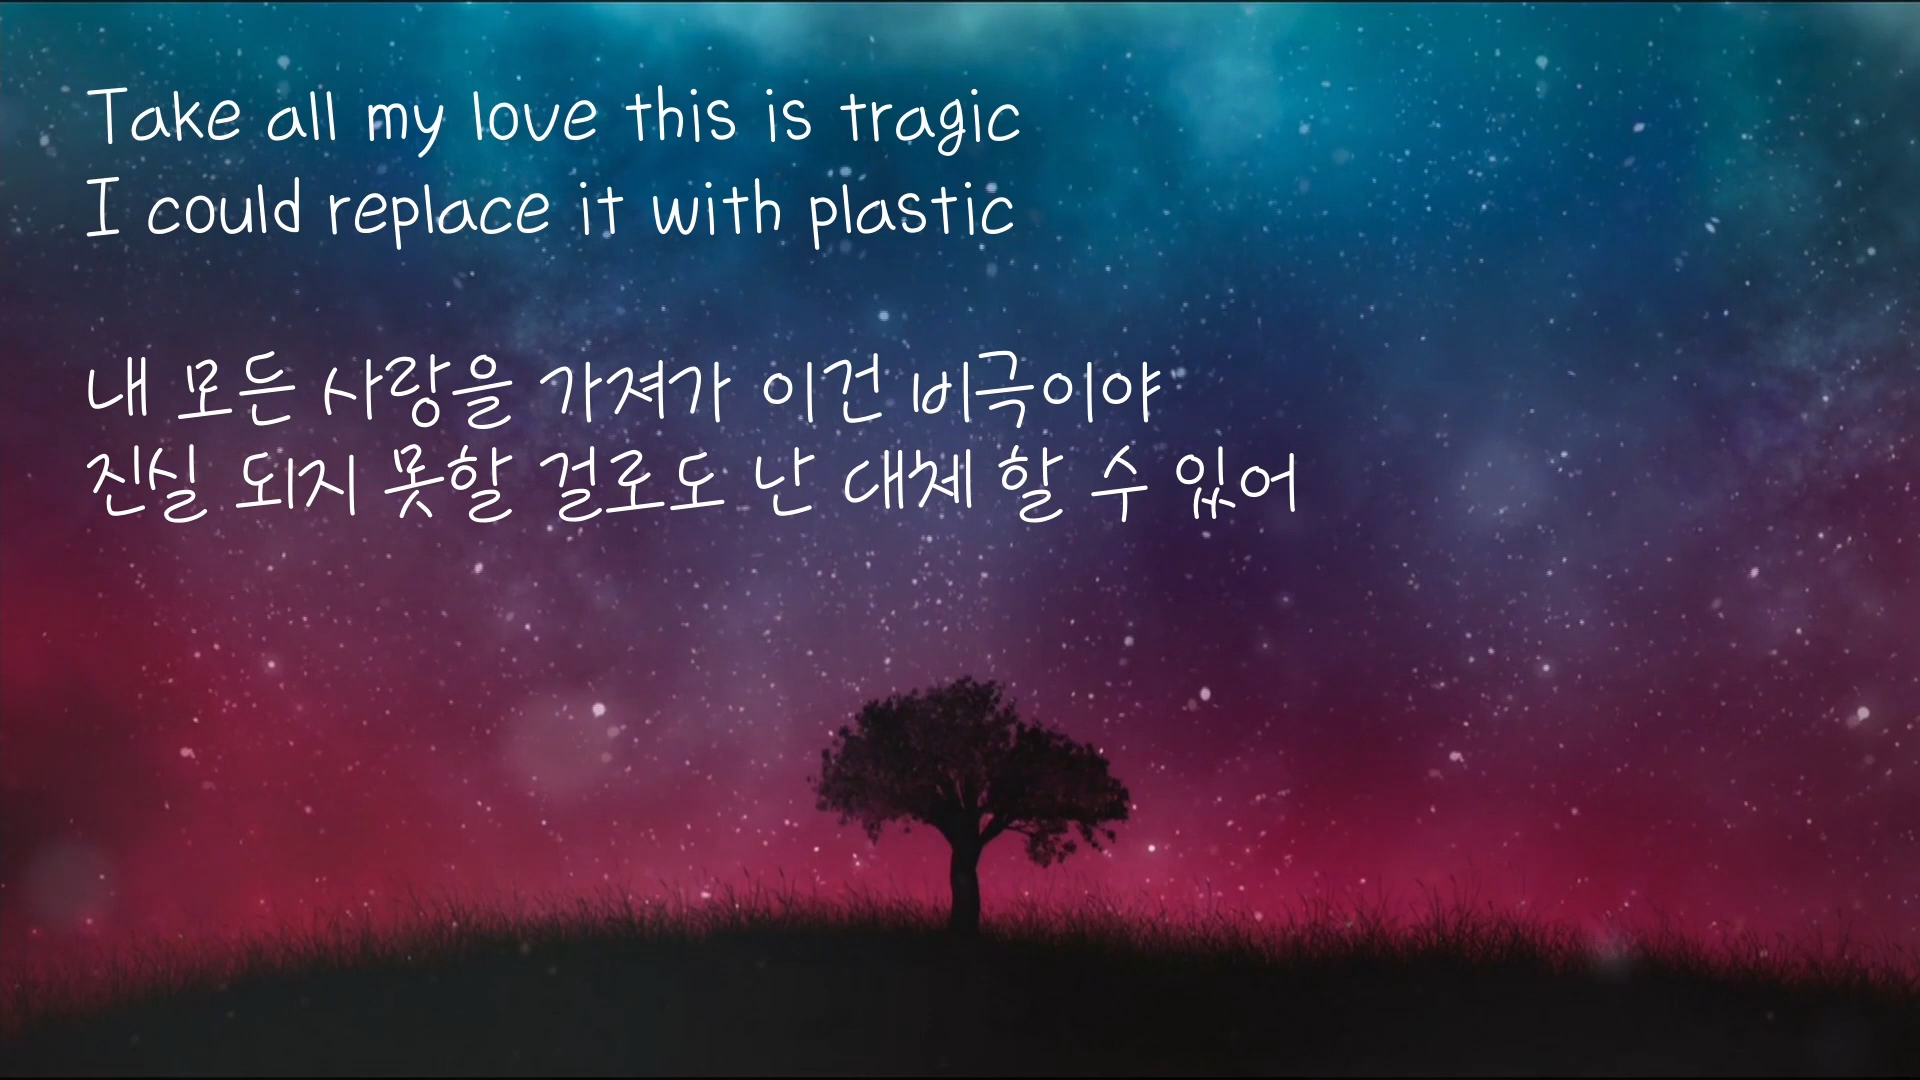 Take all my love this is tragic
I could replace it with plastic
내 모든 사랑을 가져가 이건 비극이야
진실 되지 못할 걸로도 난 대체 할 수 있어